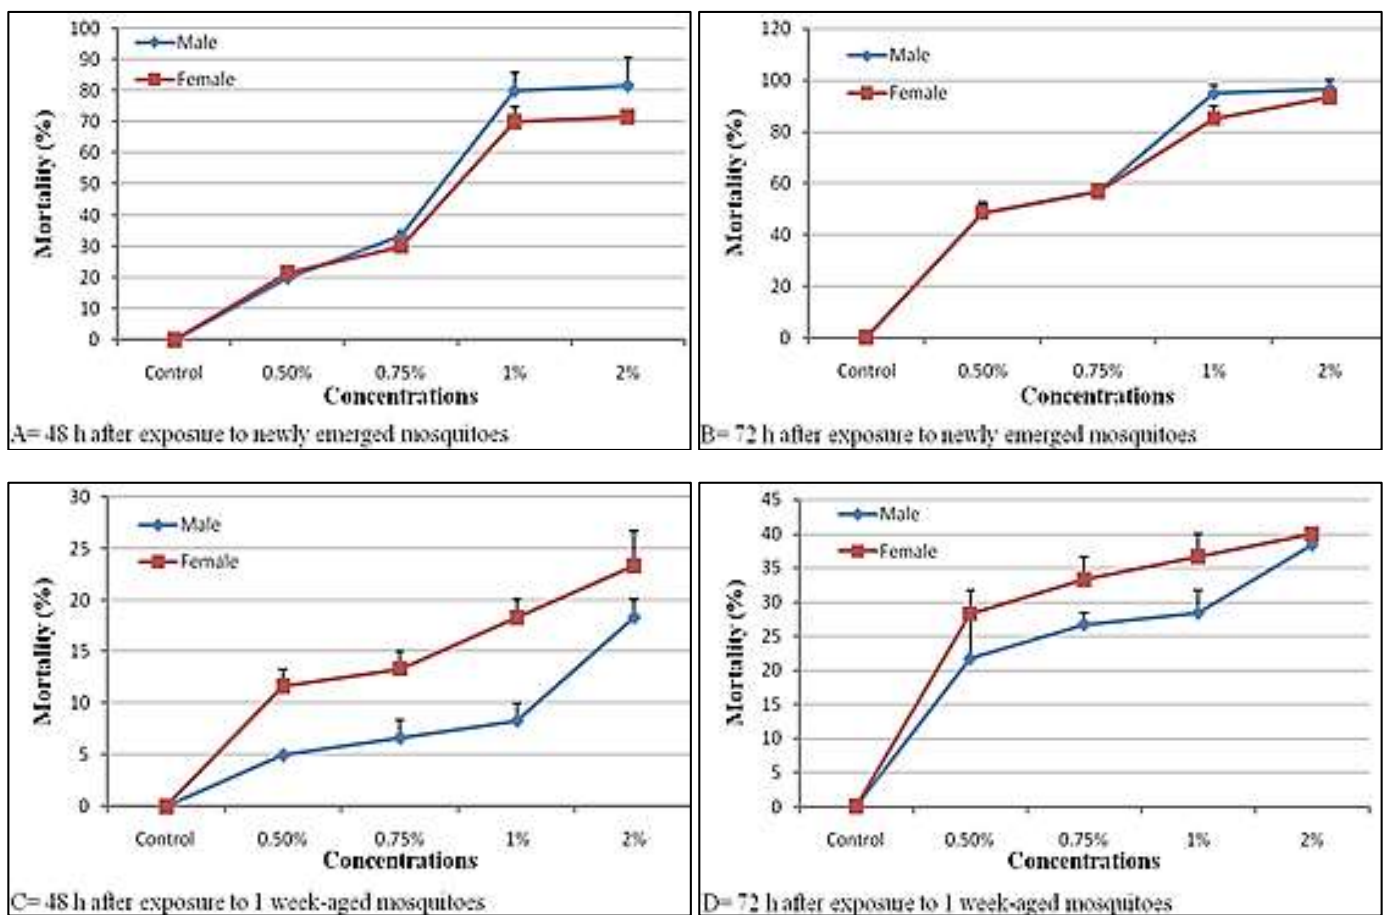 100
90
80
70
60
50
40
30
20
10
0
Mortality (%)
Male
Female
Control 0.50% 0.75% 1% 2%
Concentrations
A= 48 h after exposure to newly emerged mosquitoes
120
100
80
60
40
20
0
Mortality (%)
Male
Female
Control 0.50% 0.75% 1% 2%
Concentrations
B= 72 h after exposure to newly emerged mosquitoes
30
25
20
15
10
5
0
Mortality (%)
Male
Female
Control 0.50% 0.75% 1% 2%
Concentrations
C= 48 h after exposure to 1 week-aged mosquitoes
45
40
35
30
25
20
15
10
5
0
Mortality (%)
Male
Female
Control 0.50% 0.75% 1% 2%
Concentrations
D= 72 h after exposure to 1 week-aged mosquitoes